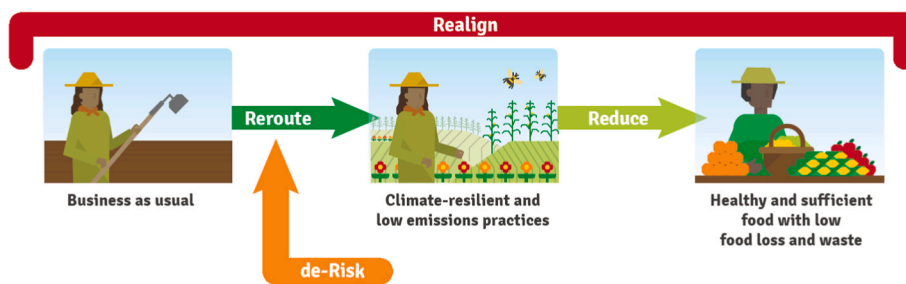 Realign
Reroute
Reduce
Business as usual
Climate-resilient and
low emissions practices
Healthy and sufficient
food with low
food loss and waste
de-Risk